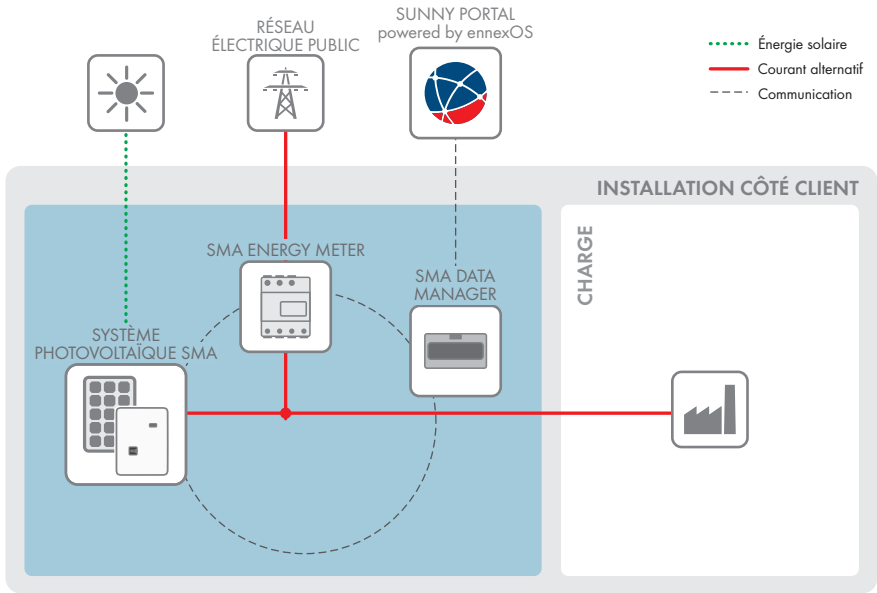 RÉSEAU
ÉLECTRIQUE PUBLIC
SUNNY PORTAL
powered by ennexOS
Énergie solaire
Courant alternatif
Communication
INSTALLATION CÔTÉ CLIENT
SMA ENERGY METER
SMA DATA
MANAGER
CHARGE
SYSTÈME
PHOTOVOLTAÏQUE SMA